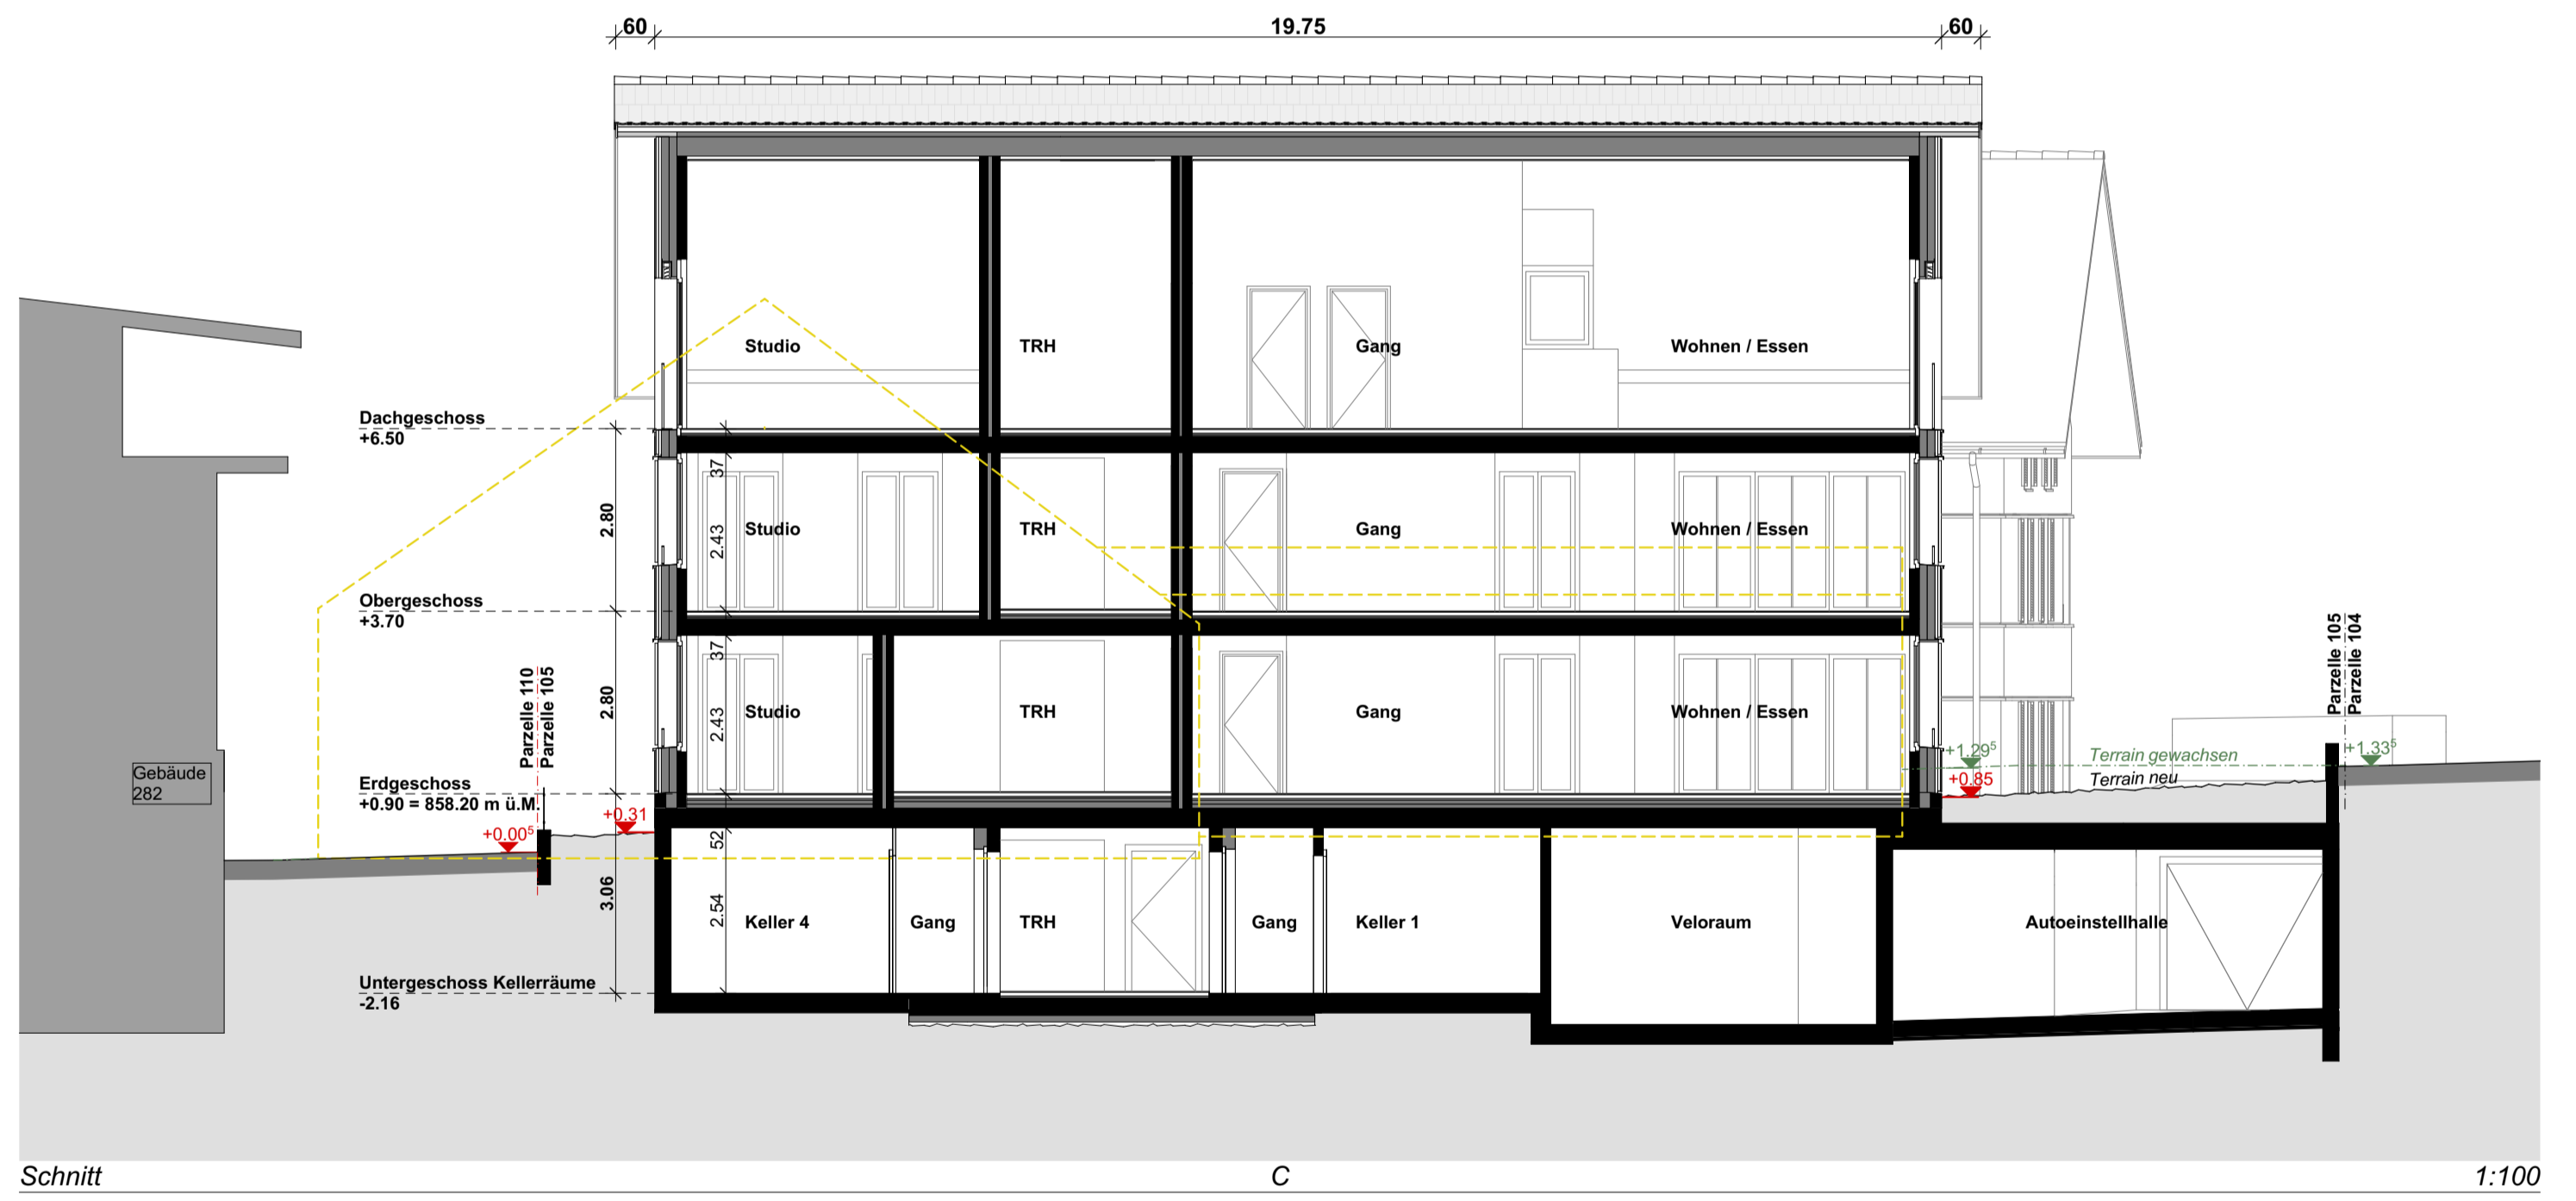 60
19.75
60
Studio
TRH
Gang
Wohnen / Essen
Dachgeschoss
+6.50
37
2.80
2.43
Studio
TRH
Gang
Wohnen / Essen
Obergeschoss
+3.70
37
2.80
2.43
Studio
TRH
Gang
Wohnen / Essen
Parzelle 110
Parzelle 105
Parzelle 105
Parzelle 104
Gebäude
282
Erdgeschoss
+0.90 = 858.20 m ü.M.
+0.00⁵
+0.31
+1.29⁵
+0.85
Terrain gewachsen
Terrain neu
+1.33⁵
52
3.06
2.54
Keller 4
Gang
TRH
Gang
Keller 1
Veloraum
Autoeinstellhalle
Untergeschoss Kellerräume
-2.16
Schnitt
C
1:100